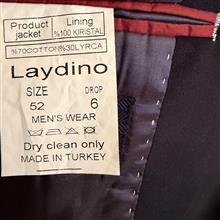 Product Lining
jacket %100 KIRISTAL
%70COTTON%30LYRCA
Laydino
SIZE DROP
52 6
MEN'S WEAR
Dry clean only
MADE IN TURKEY